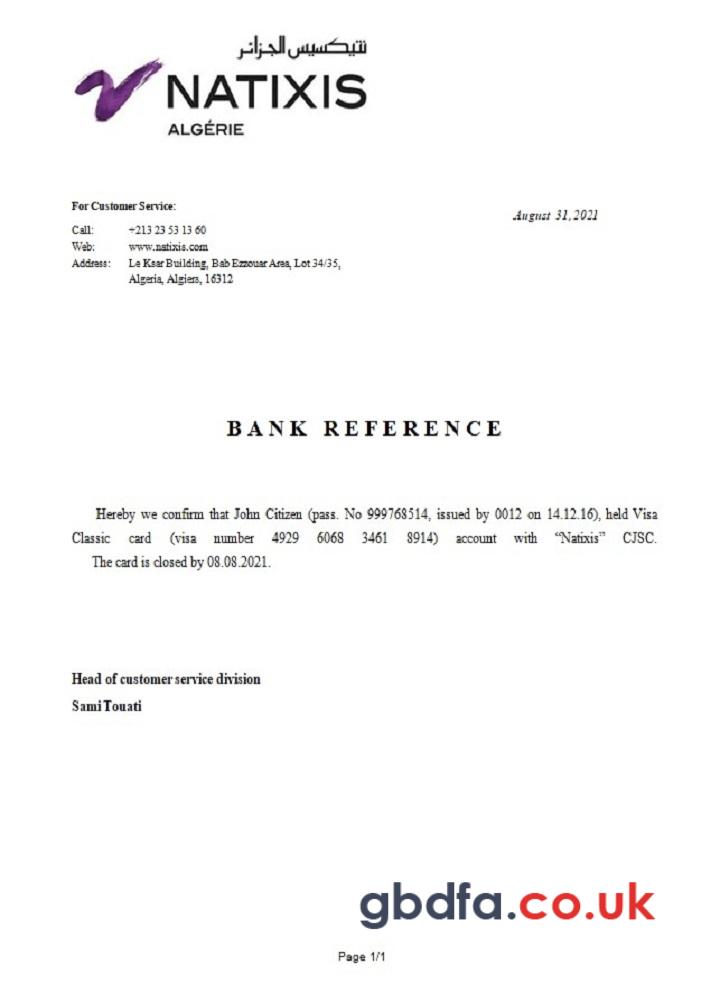 نتيكسيس الجزائر
NATIXIS
ALGÉRIE
For Customer Service:
August 31, 2021
Call: +213 23 53 13 60
Web: www.natixis.com
Address: Le Ksar Building, Bab Ezzouar Area, Lot 34/35,
Algeria, Algiers, 16312
BANK REFERENCE
Hereby we confirm that John Citizen (pass. No 999768514, issued by 0012 on 14.12.16), held Visa
Classic card (visa number 4929 6068 3461 8914) account with “Natixis” CJSC.
The card is closed by 08.08.2021.
Head of customer service division
Sami Touati
gbdfa.co.uk
Page 1/1